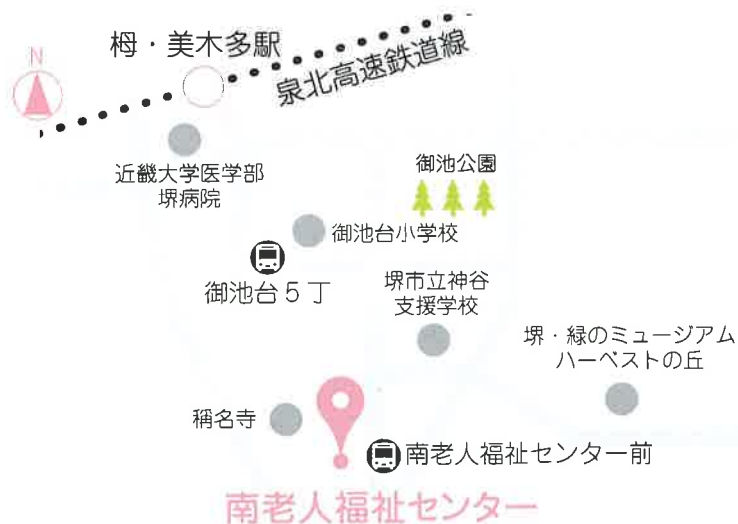 栂・美木多駅
N
泉北高速鉄道線
近畿大学医学部
堺病院
御池公園
御池台小学校
御池台5丁
堺市立神谷
支援学校
堺・緑のミュージアム
ハーベストの丘
稱名寺
南老人福祉センター前
南老人福祉センター